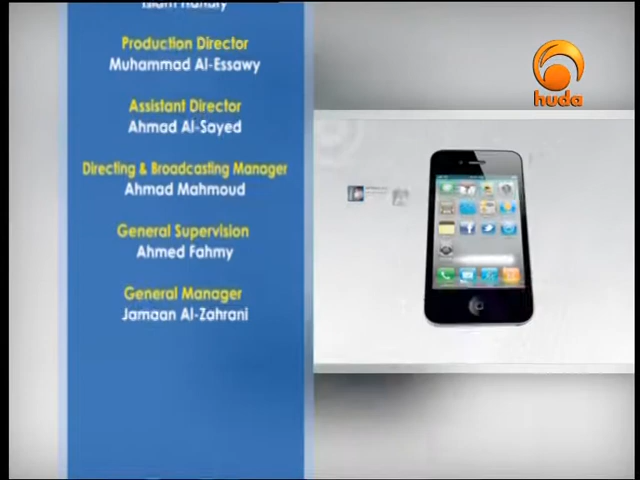 Production Director
Muhammad Al-Essawy
Assistant Director
Ahmad Al-Sayed
Directing & Broadcasting Manager
Ahmad Mahmoud
General Supervision
Ahmed Fahmy
General Manager
Jamaan Al-Zahrani
huda